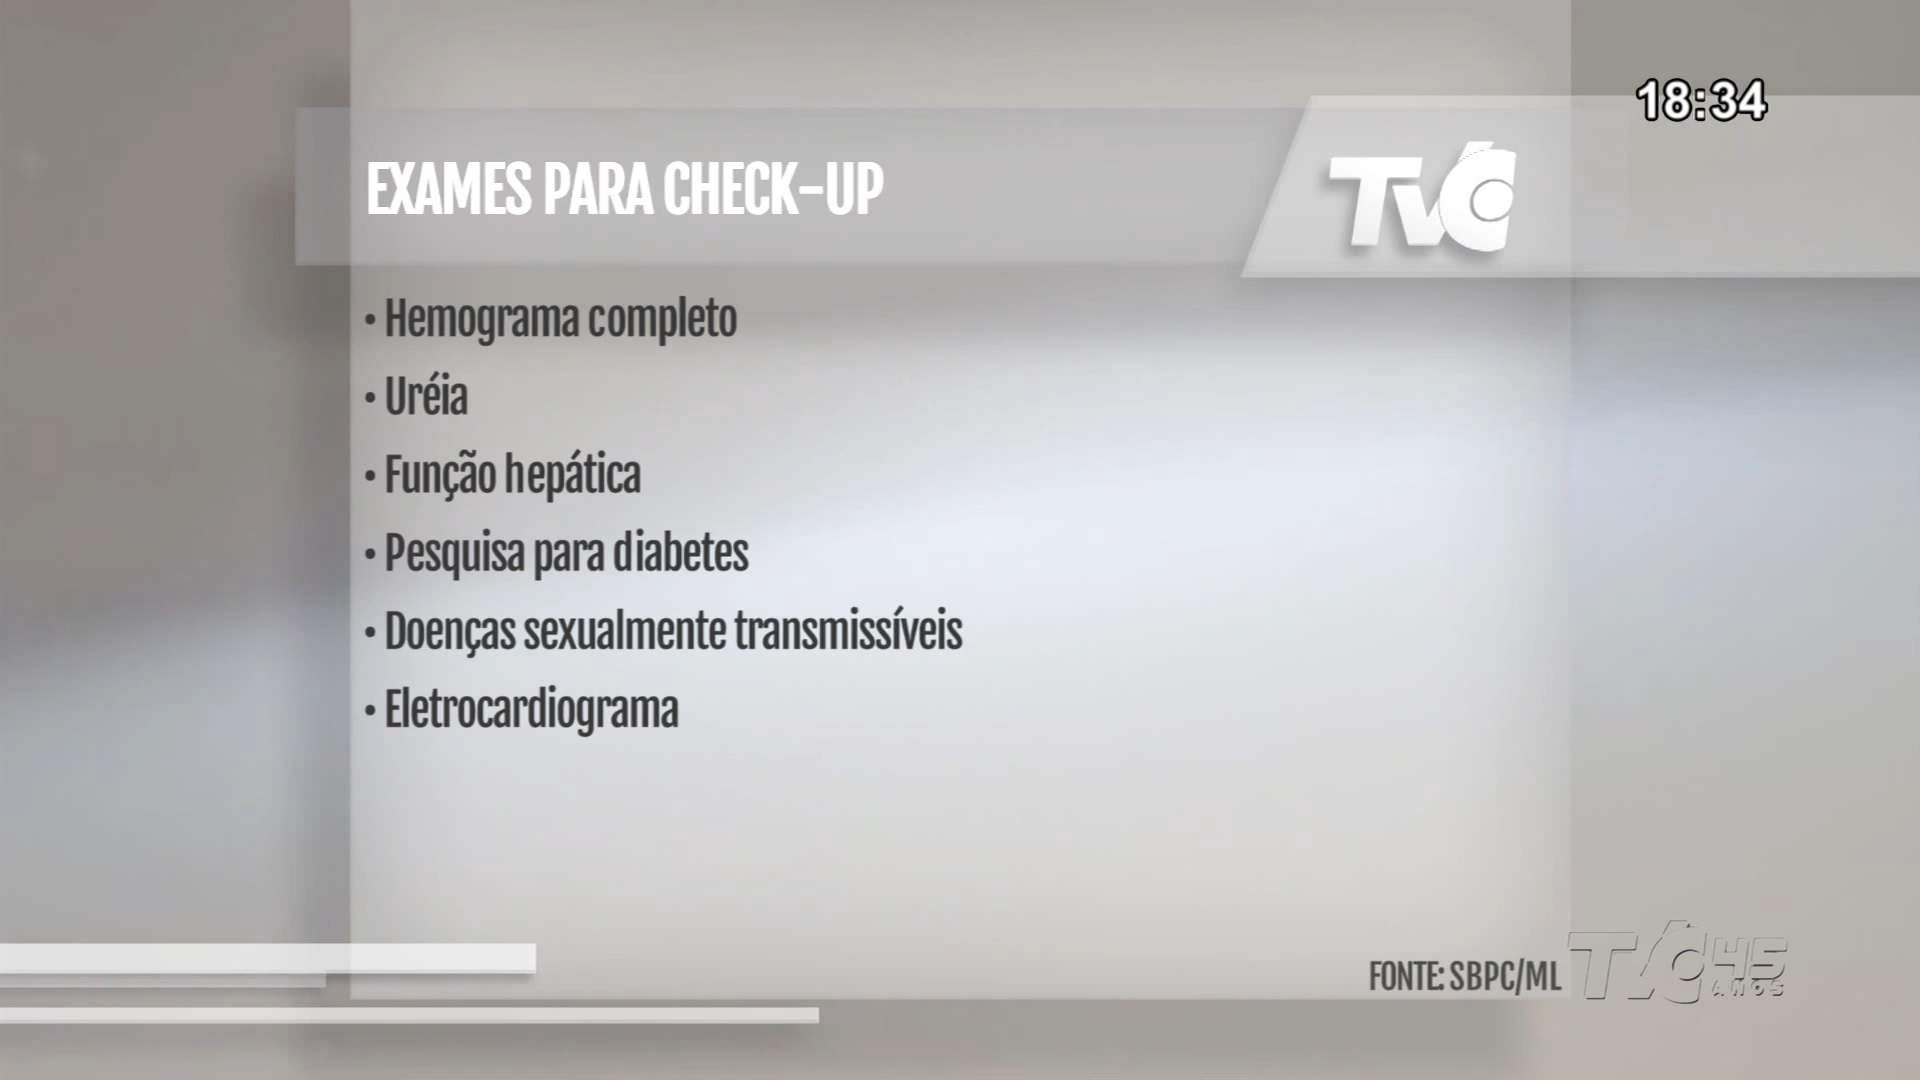 18:34
EXAMES PARA CHECK-UP
TVC
• Hemograma completo
• Uréia
• Função hepática
• Pesquisa para diabetes
• Doenças sexualmente transmissíveis
• Eletrocardiograma
FONTE: SBPC/ML
TVC 45
ANOS